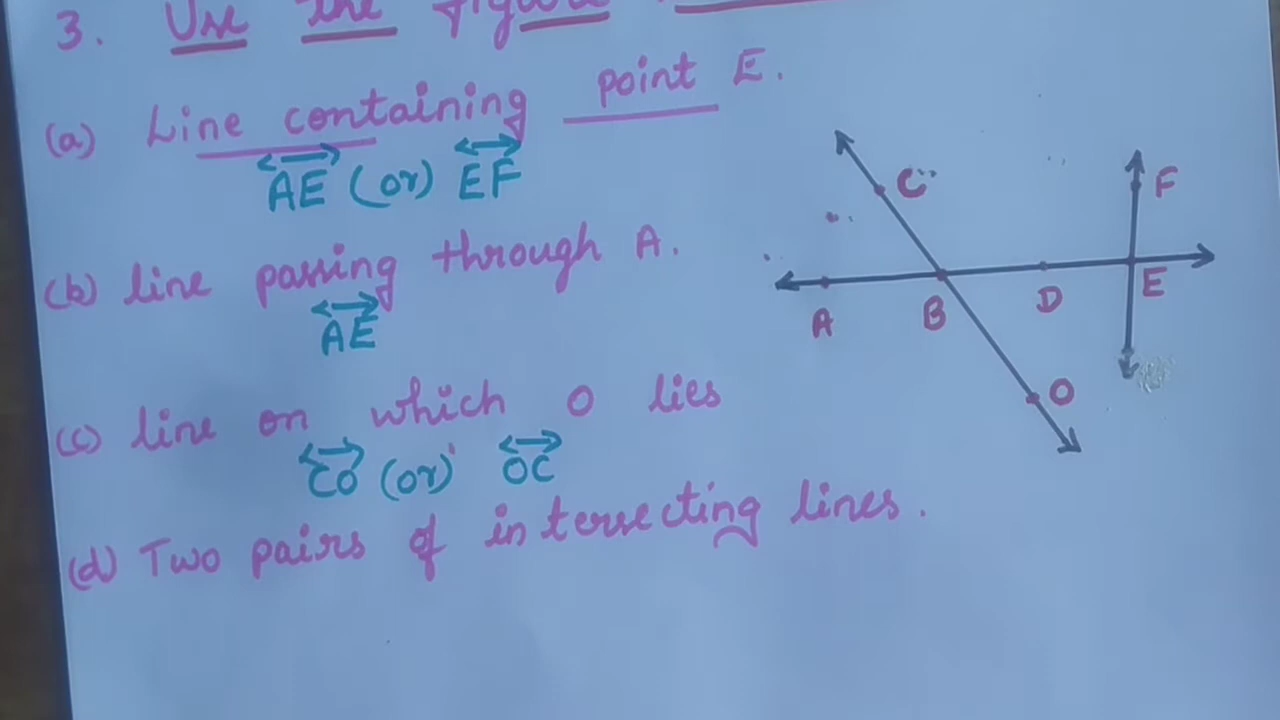 3. Use the figure
(a) Line containing point E.
AE (or) EF
(b) line passing through A.
AE
(c) line on which O lies
CO (or) OC
(d) Two pairs of intersecting lines.
C
F
A
B
D
E
O